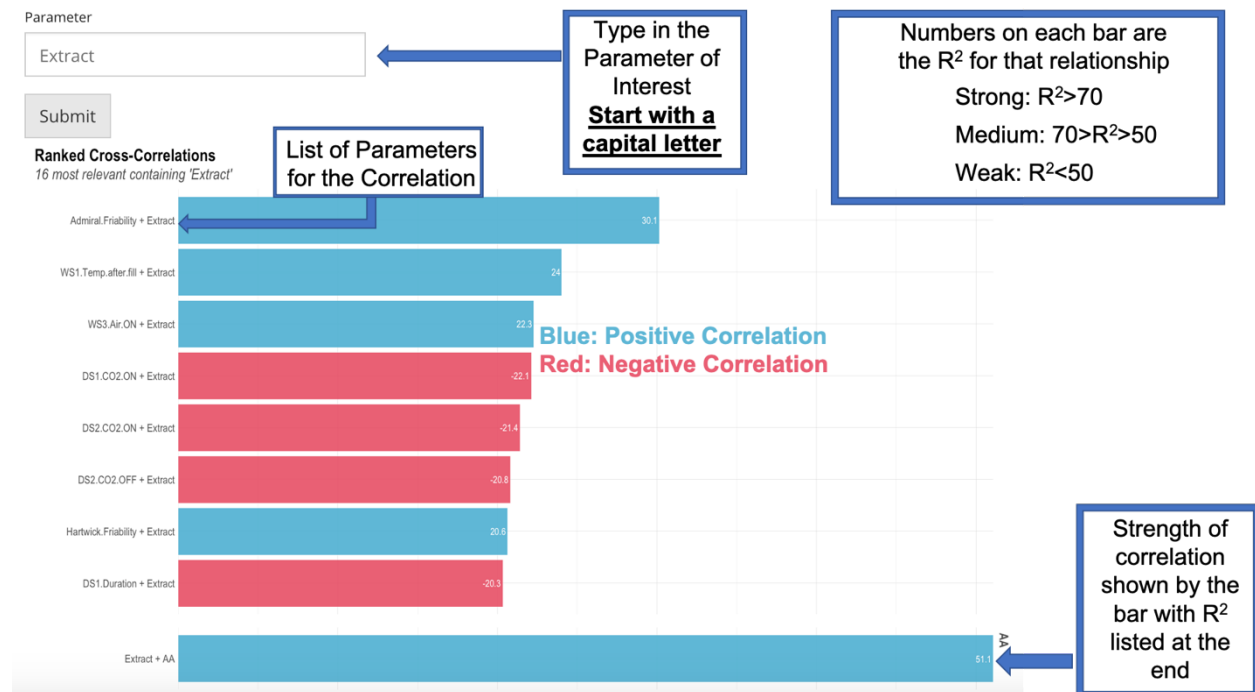 Parameter
Extract
Submit
Type in the
Parameter of
Interest
Start with a
capital letter
Numbers on each bar are
the R² for that relationship
Strong: R²>70
Medium: 70>R²>50
Weak: R²<50
Ranked Cross-Correlations
16 most relevant containing 'Extract'
List of Parameters
for the Correlation
Admiral.Friability + Extract
30.1
WS1.Temp.after.fill + Extract
24
WS3.Air.ON + Extract
22.3
Blue: Positive Correlation
Red: Negative Correlation
DS1.CO2.ON + Extract
-22.1
DS2.CO2.ON + Extract
-21.4
DS2.CO2.OFF + Extract
-20.8
Hartwick.Friability + Extract
20.6
DS1.Duration + Extract
-20.3
Extract + AA
51.1
AA
Strength of
correlation
shown by the
bar with R²
listed at the
end